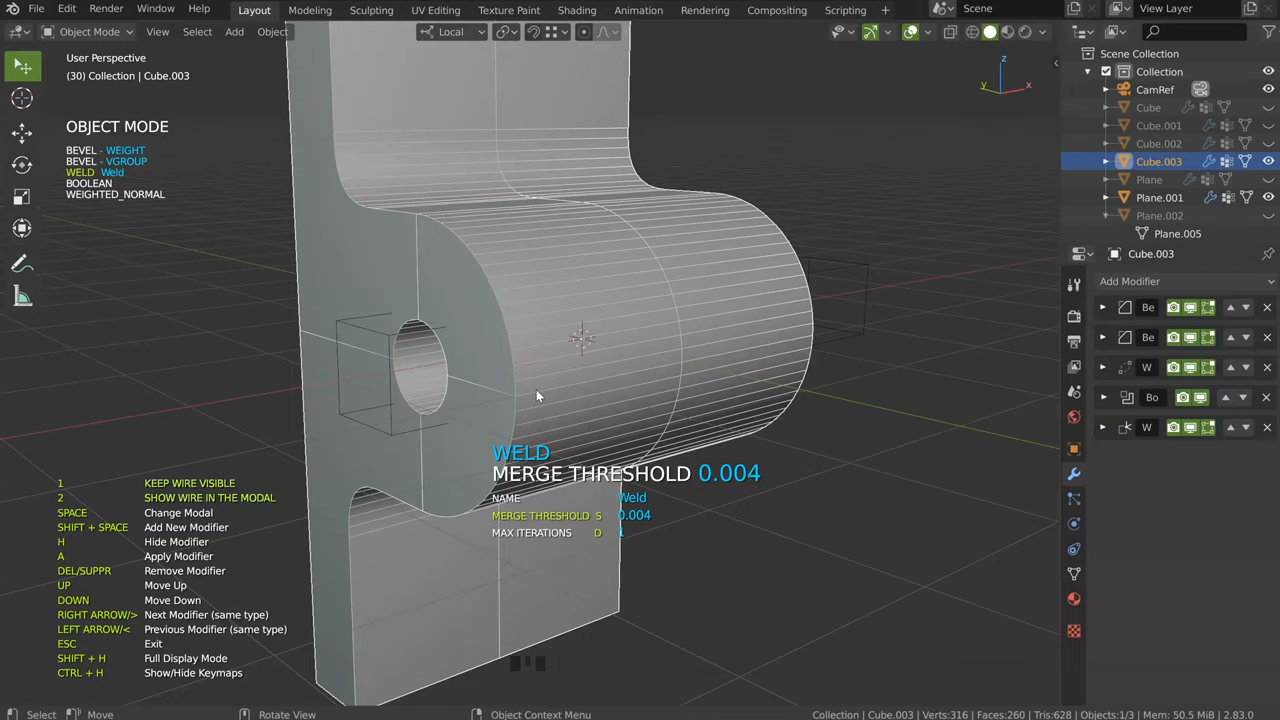 File Edit Render Window Help Layout Modeling Sculpting UV Editing Texture Paint Shading Animation Rendering Compositing Scripting + Scene View Layer
Object Mode View Select Add Object Local
User Perspective
(30) Collection | Cube.003
OBJECT MODE
BEVEL - WEIGHT
BEVEL - VGROUP
WELD Weld
BOOLEAN
WEIGHTED_NORMAL
z
y
x
WELD
MERGE THRESHOLD 0.004
NAME Weld
MERGE THRESHOLD S 0.004
MAX ITERATIONS D 1
1 KEEP WIRE VISIBLE
2 SHOW WIRE IN THE MODAL
SPACE Change Modal
SHIFT + SPACE Add New Modifier
H Hide Modifier
A Apply Modifier
DEL/SUPPR Remove Modifier
UP Move Up
DOWN Move Down
RIGHT ARROW/> Next Modifier (same type)
LEFT ARROW/< Previous Modifier (same type)
ESC Exit
SHIFT + H Full Display Mode
CTRL + H Show/Hide Keymaps
Scene Collection
Collection
CamRef
Cube
Cube.001
Cube.002
Cube.003
Plane
Plane.001
Plane.002
Plane.005
Cube.003
Add Modifier
Be
Be
W
Bo
W
Select Move Rotate View Object Context Menu Collection | Cube.003 | Verts:316 | Faces:260 | Tris:628 | Objects:1/3 | Mem: 50.5 MiB | 2.83.0